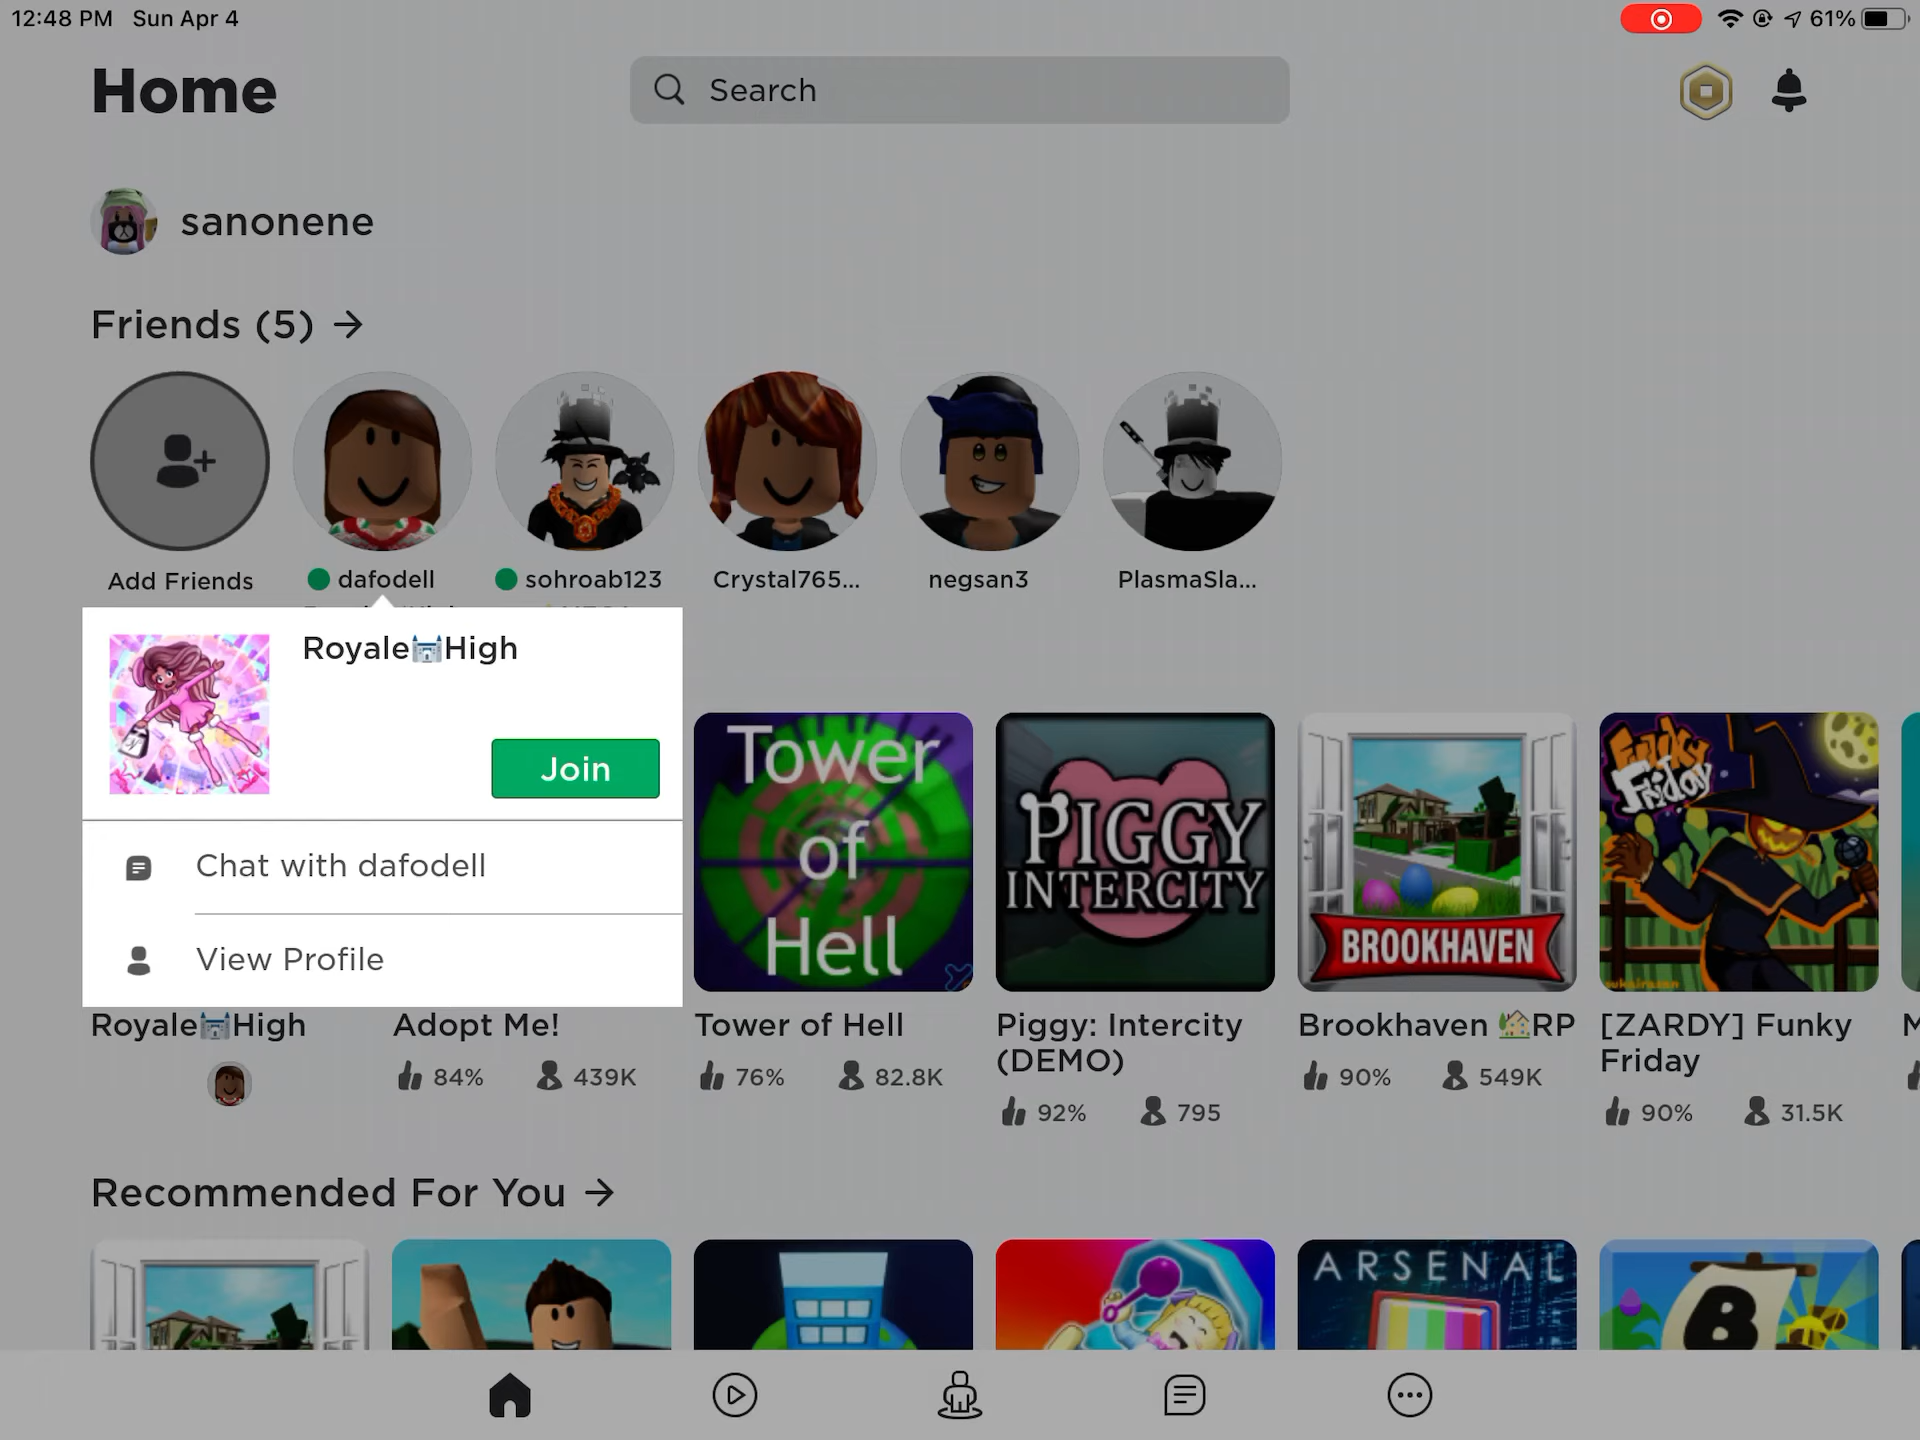 12:48 PM Sun Apr 4
61%
Home
Search
sanonene
Friends (5) →
Add Friends
dafodell
sohroab123
Crystal765...
negsan3
PlasmaSla...
Royale🏰High
Join
Chat with dafodell
View Profile
Tower
of
Hell
PIGGY
INTERCITY
BROOKHAVEN
Funky
Friday
Royale🏰High
Adopt Me!
84% 439K
Tower of Hell
76% 82.8K
Piggy: Intercity
(DEMO)
92% 795
Brookhaven 🏡RP
90% 549K
[ZARDY] Funky
Friday
90% 31.5K
M
Recommended For You →
ARSENAL
B